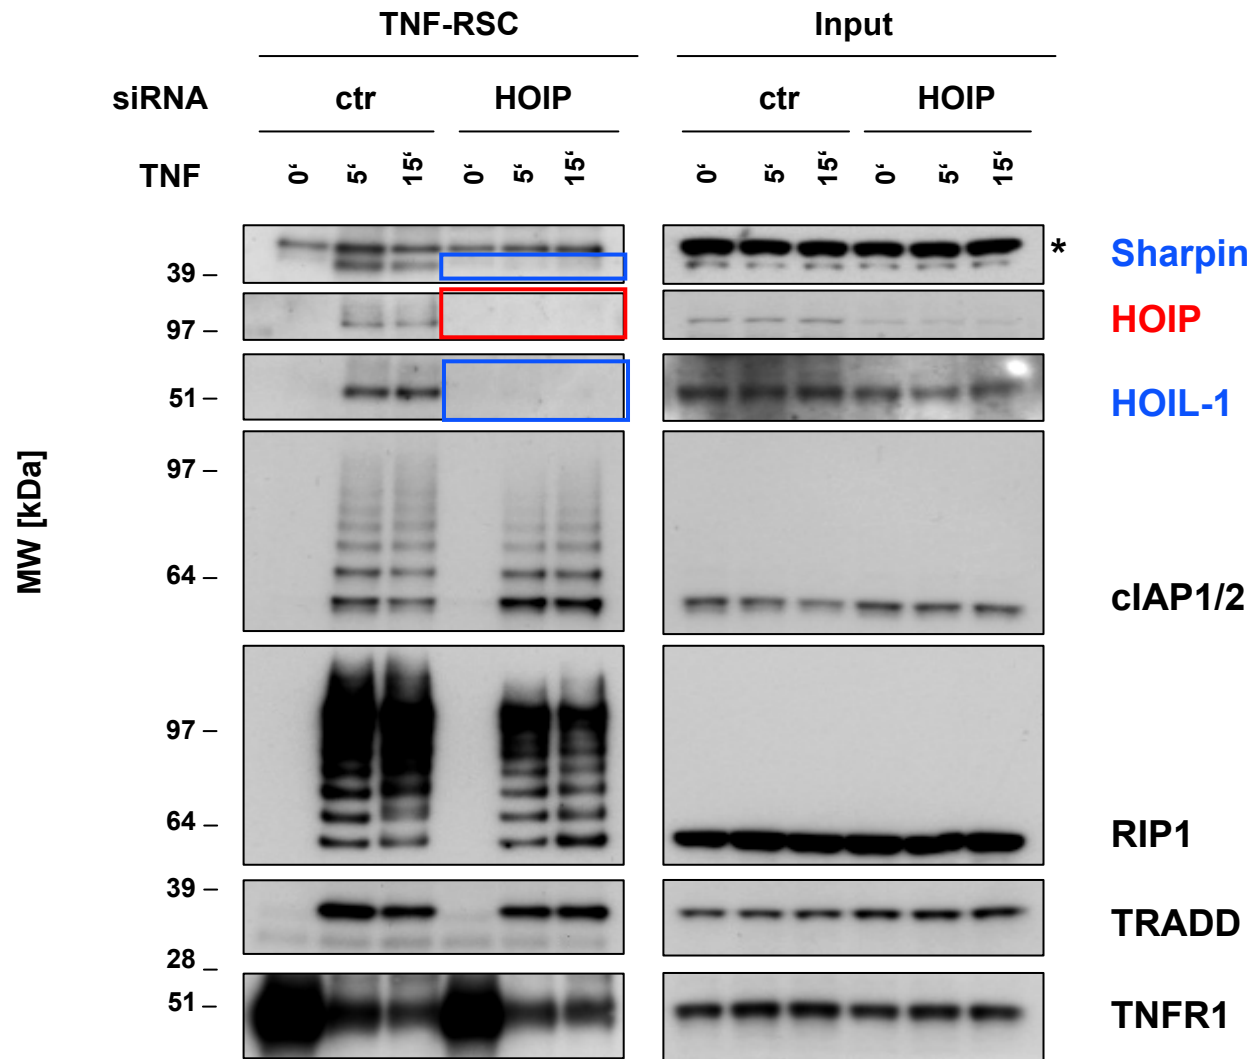 TNF-RSC Input
siRNA ctr HOIP ctr HOIP
TNF 0‘ 5‘ 15‘ 0‘ 5‘ 15‘ 0‘ 5‘ 15‘ 0‘ 5‘ 15‘
* Sharpin
39 –
HOIP
97 –
51 – HOIL-1
MW [kDa]
97 –
64 –
cIAP1/2
97 –
64 –
RIP1
39 –
TRADD
28 –
51 –
TNFR1